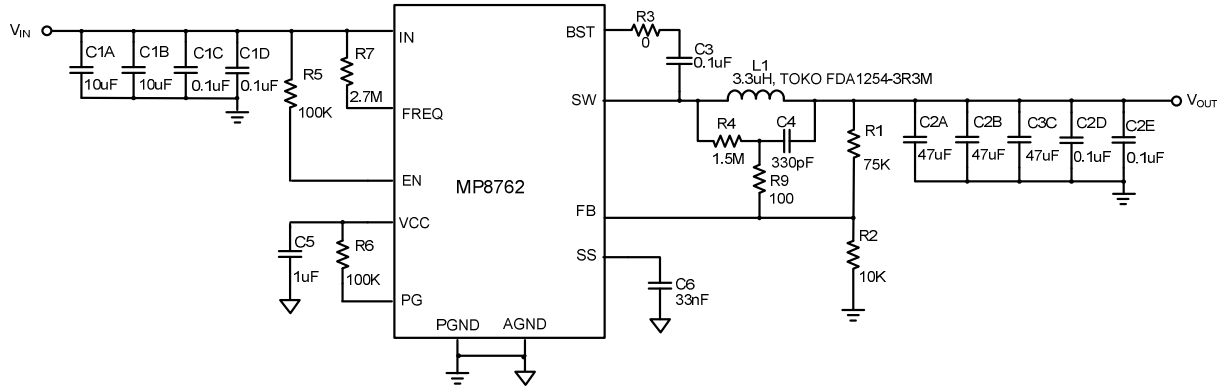 VIN
C1A
10uF
C1B
10uF
C1C
0.1uF
C1D
0.1uF
R5
100K
R7
2.7M
IN
FREQ
EN
VCC
PG
PGND
AGND
MP8762
BST
SW
FB
SS
C5
1uF
R6
100K
R3
0
C3
0.1uF
L1
3.3uH, TOKO FDA1254-3R3M
R4
1.5M
C4
330pF
R9
100
R1
75K
R2
10K
C6
33nF
C2A
47uF
C2B
47uF
C3C
47uF
C2D
0.1uF
C2E
0.1uF
VOUT